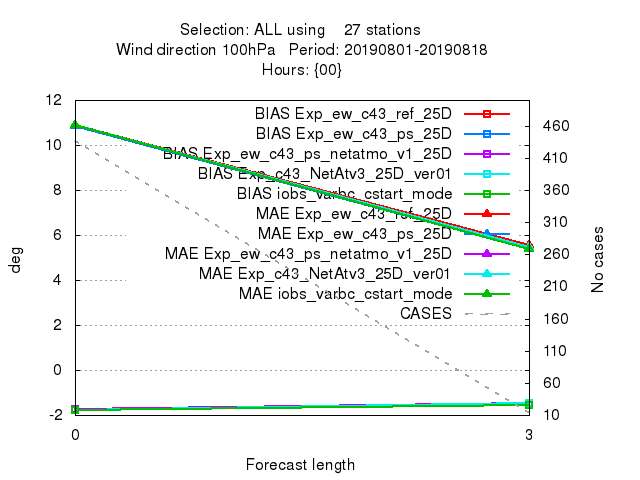 Selection: ALL using 27 stations
Wind direction 100hPa Period: 20190801-20190818
Hours: {00}
12
10
8
6
4
2
0
-2
deg
BIAS Exp_ew_c43_ref_25D
BIAS Exp_ew_c43_ps_25D
BIAS Exp_ew_c43_ps_netatmo_v1_25D
BIAS Exp_c43_NetAtv3_25D_ver01
BIAS iobs_varbc_cstart_mode
MAE Exp_ew_c43_ref_25D
MAE Exp_ew_c43_ps_25D
MAE Exp_ew_c43_ps_netatmo_v1_25D
MAE Exp_c43_NetAtv3_25D_ver01
MAE iobs_varbc_cstart_mode
CASES
460
410
360
310
260
210
160
110
60
10
No cases
0 3
Forecast length